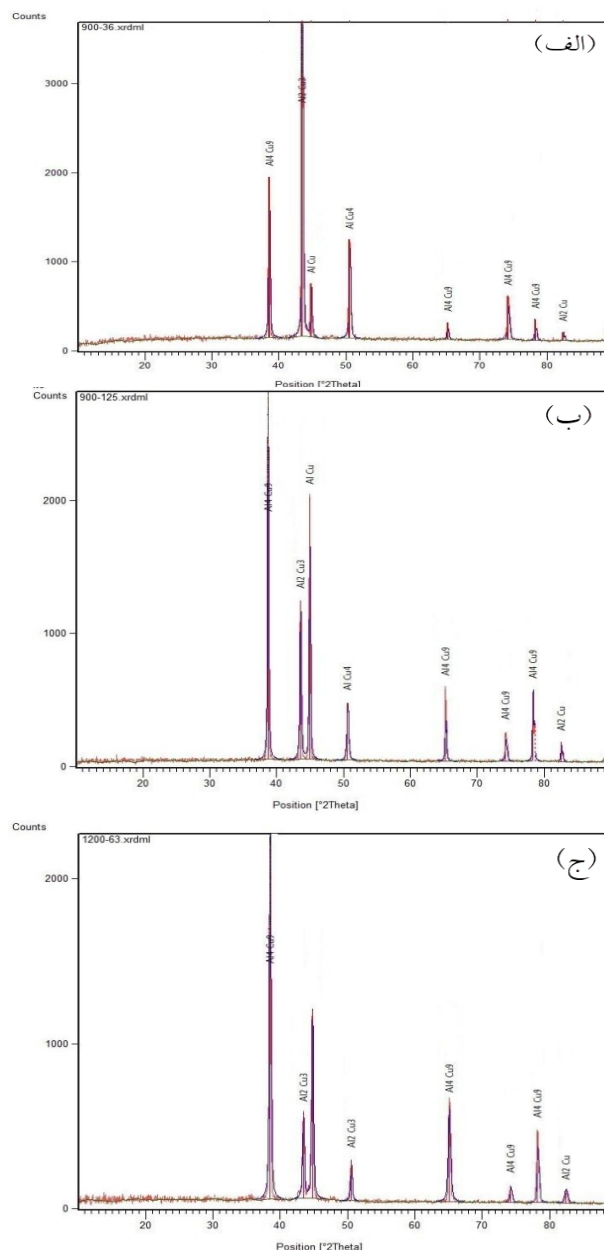 Counts
900-36.xrdml
(الف)
3000
2000
1000
0
Al4 Cu9
Al2 Cu3
Al Cu
Al Cu4
Al4 Cu9
Al4 Cu9
Al4 Cu9
Al2 Cu
20 30 40 50 60 70 80
Position [°2Theta]
Counts
900-125.xrdml
(ب)
2000
1000
0
Al4 Cu9
Al2 Cu3
Al Cu
Al Cu4
Al4 Cu9
Al4 Cu9
Al4 Cu9
Al2 Cu
20 30 40 50 60 70 80
Position [°2Theta]
Counts
1200-63.xrdml
(ج)
2000
1000
0
Al4 Cu9
Al2 Cu3
Al2 Cu3
Al4 Cu9
Al4 Cu9
Al4 Cu9
Al2 Cu
20 30 40 50 60 70 80
Position [°2Theta]